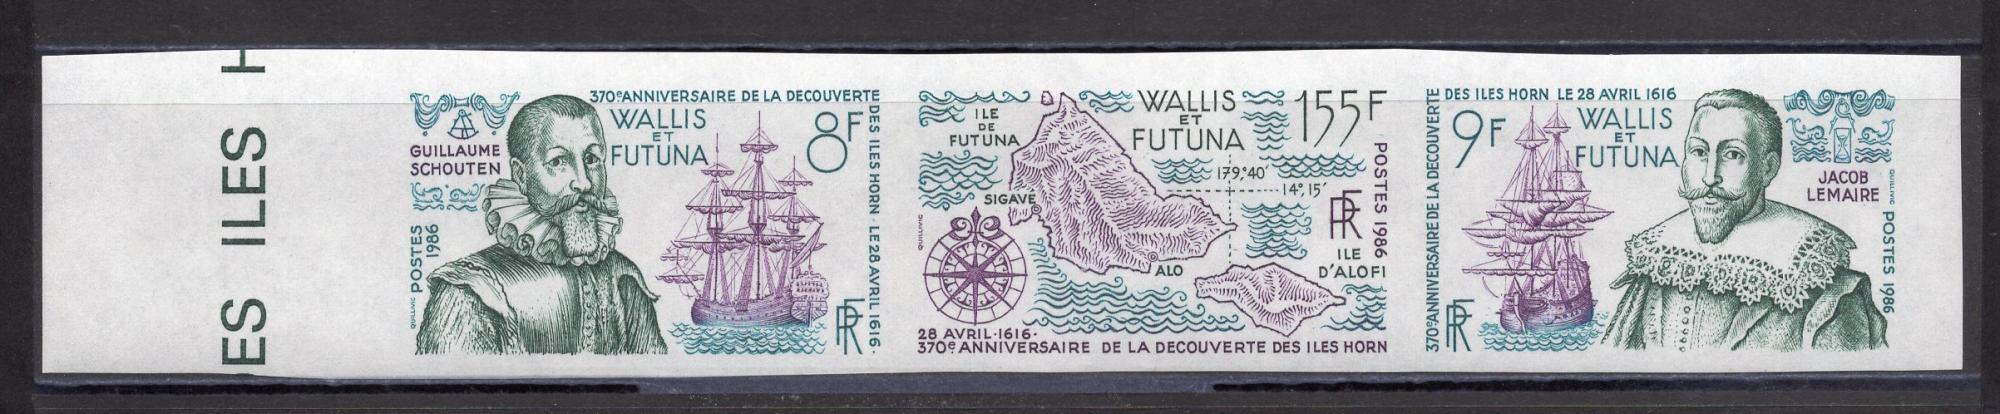 ES ILES H
370e ANNIVERSAIRE DE LA DECOUVERTE
DES ILES HORN · LE 28 AVRIL 1616 ·
WALLIS
ET
FUTUNA
8F
GUILLAUME
SCHOUTEN
POSTES
1986
QUILLIVIC
RF
ILE
DE
FUTUNA
WALLIS
ET
FUTUNA
155F
179°40'
14°15'
SIGAVE
ALO
ILE
D'ALOFI
RF
POSTES 1986
QUILLIVIC
28 AVRIL · 1616 ·
370e ANNIVERSAIRE DE LA DECOUVERTE DES ILES HORN
370e ANNIVERSAIRE DE LA DECOUVERTE
DES ILES HORN LE 28 AVRIL 1616
9F
WALLIS
ET
FUTUNA
JACOB
LEMAIRE
QUILLIVIC
POSTES 1986
RF